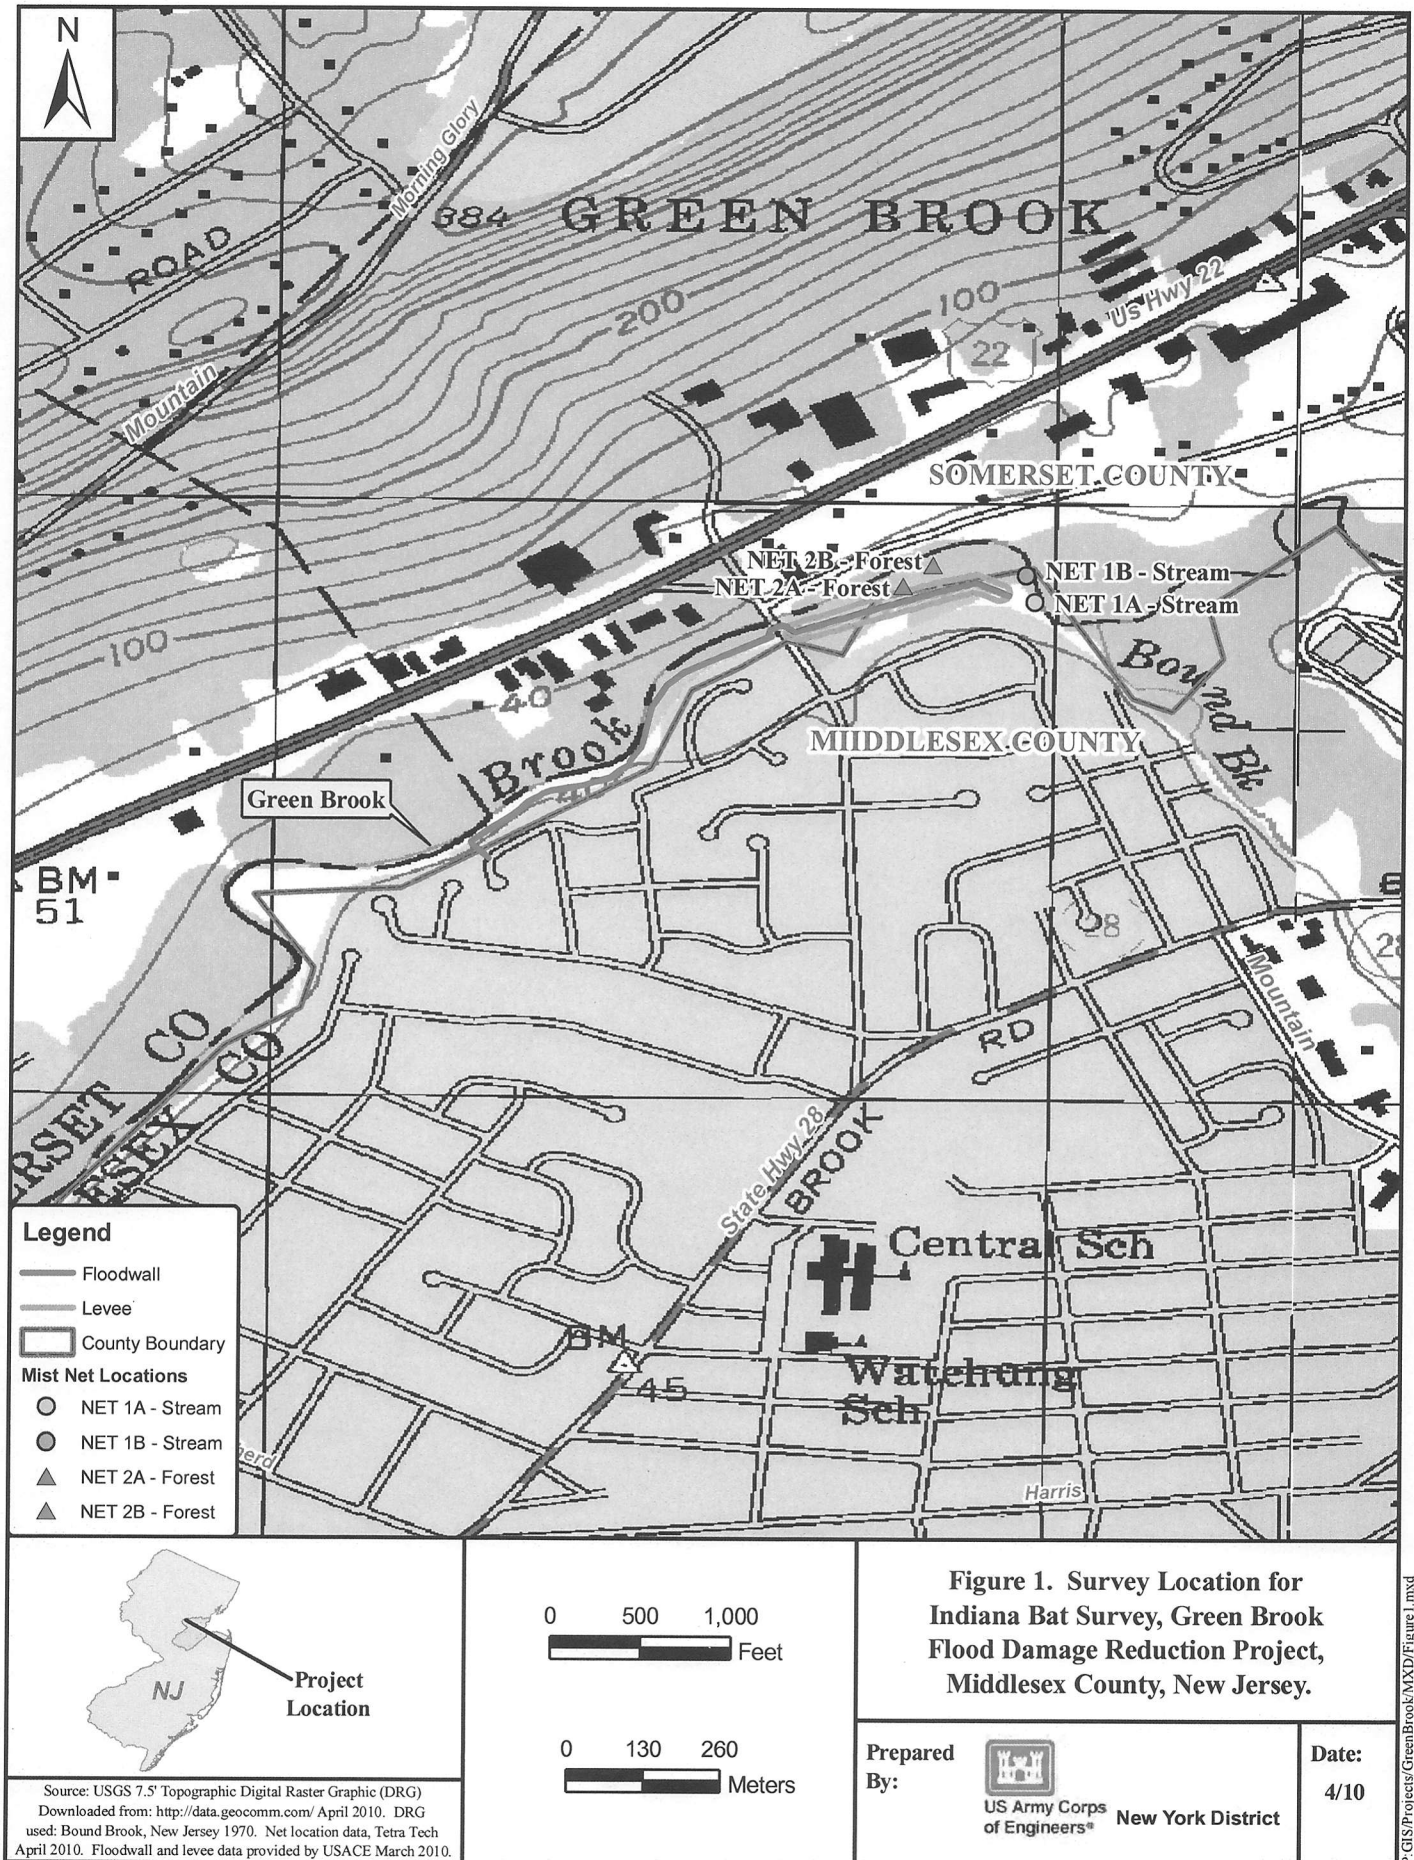 N
Morning Glory
384
GREEN BROOK
ROAD
200
100
Us Hwy 22
22
Mountain
SOMERSET COUNTY
NET 2B - Forest
NET 2A - Forest
NET 1B - Stream
NET 1A - Stream
100
40
Bound Bk
Brook
MIIDDLESEX COUNTY
Green Brook
BM
51
28
28
Mountain
CO
CO
RD
RSET
ESEX
State Hwy 28
BROOK
Central Sch
BM
45
Watchung
Sch
Harris
Legend
Floodwall
Levee
County Boundary
Mist Net Locations
NET 1A - Stream
NET 1B - Stream
NET 2A - Forest
NET 2B - Forest
NJ
Project
Location
Source: USGS 7.5' Topographic Digital Raster Graphic (DRG)
Downloaded from: http://data.geocomm.com/ April 2010. DRG
used: Bound Brook, New Jersey 1970. Net location data, Tetra Tech
April 2010. Floodwall and levee data provided by USACE March 2010.
0 500 1,000
Feet
0 130 260
Meters
Figure 1. Survey Location for
Indiana Bat Survey, Green Brook
Flood Damage Reduction Project,
Middlesex County, New Jersey.
Prepared
By:
US Army Corps
of Engineers®
New York District
Date:
4/10
P:GIS/Projects/GreenBrook/MXD/Figure1.mxd